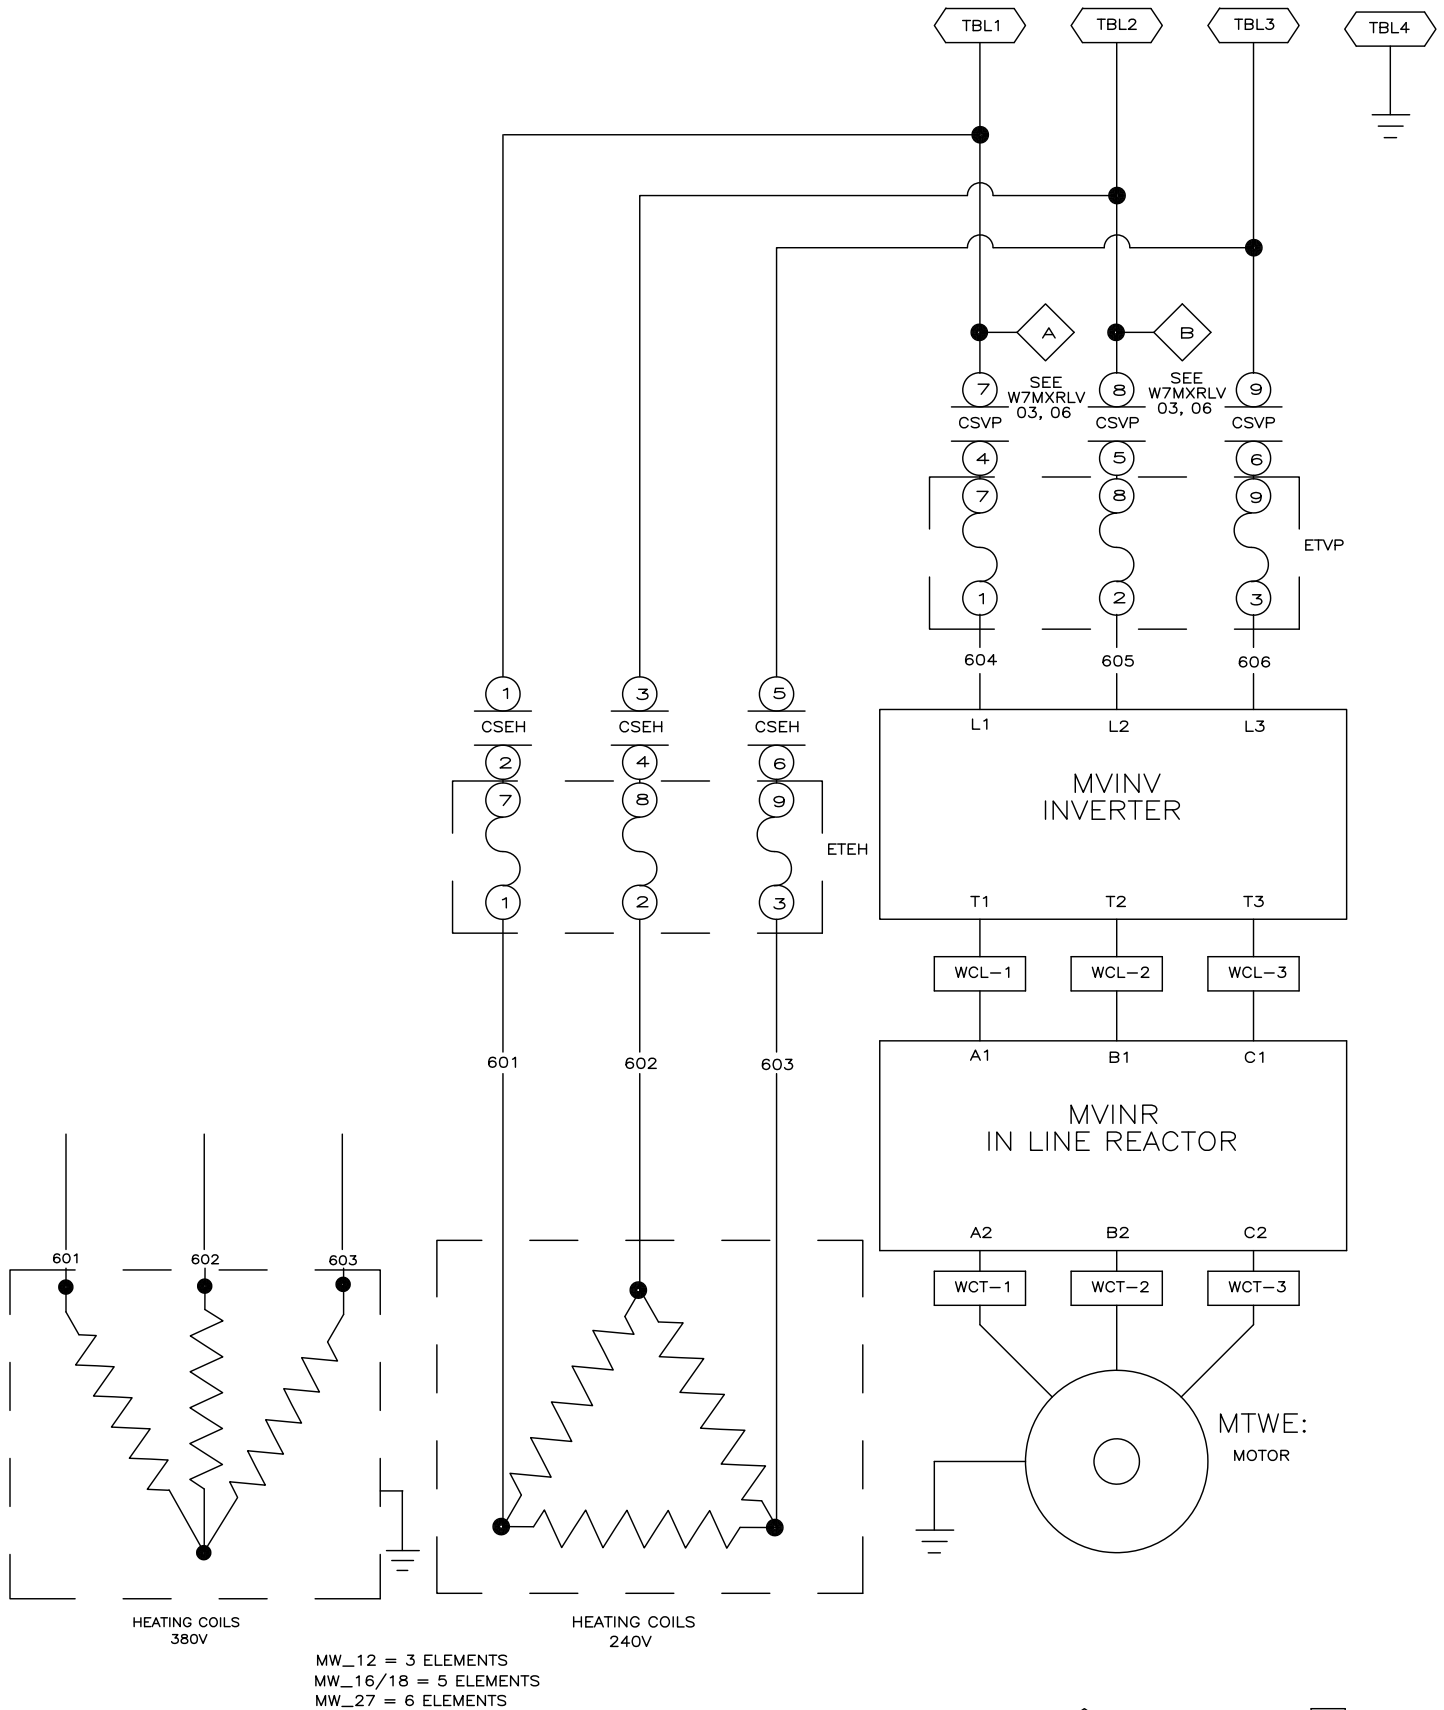 TBL1
TBL2
TBL3
TBL4
A
B
7
SEE
W7MXRLV
03, 06
8
SEE
W7MXRLV
03, 06
9
CSVP
CSVP
CSVP
4
5
6
7
8
9
ETVP
1
2
3
604
605
606
1
3
5
CSEH
CSEH
CSEH
2
4
6
7
8
9
ETEH
1
2
3
L1
L2
L3
MVINV
INVERTER
T1
T2
T3
WCL-1
WCL-2
WCL-3
601
602
603
A1
B1
C1
MVINR
IN LINE REACTOR
A2
B2
C2
601
602
603
WCT-1
WCT-2
WCT-3
MTWE:
MOTOR
HEATING COILS
380V
HEATING COILS
240V
MW_12 = 3 ELEMENTS
MW_16/18 = 5 ELEMENTS
MW_27 = 6 ELEMENTS